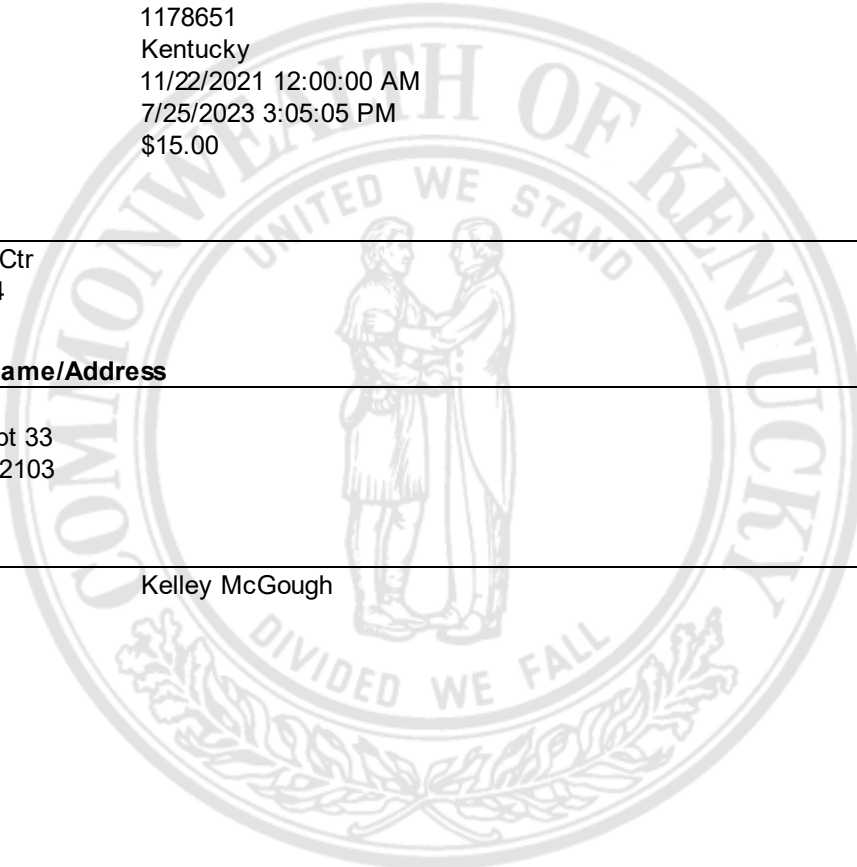 1178651
Kentucky
11/22/2021 12:00:00 AM
7/25/2023 3:05:05 PM
$15.00
Ctr
4
ame/Address
ot 33
2103
Kelley McGough
COMMONWEALTH OF KENTUCKY
UNITED WE STAND
DIVIDED WE FALL